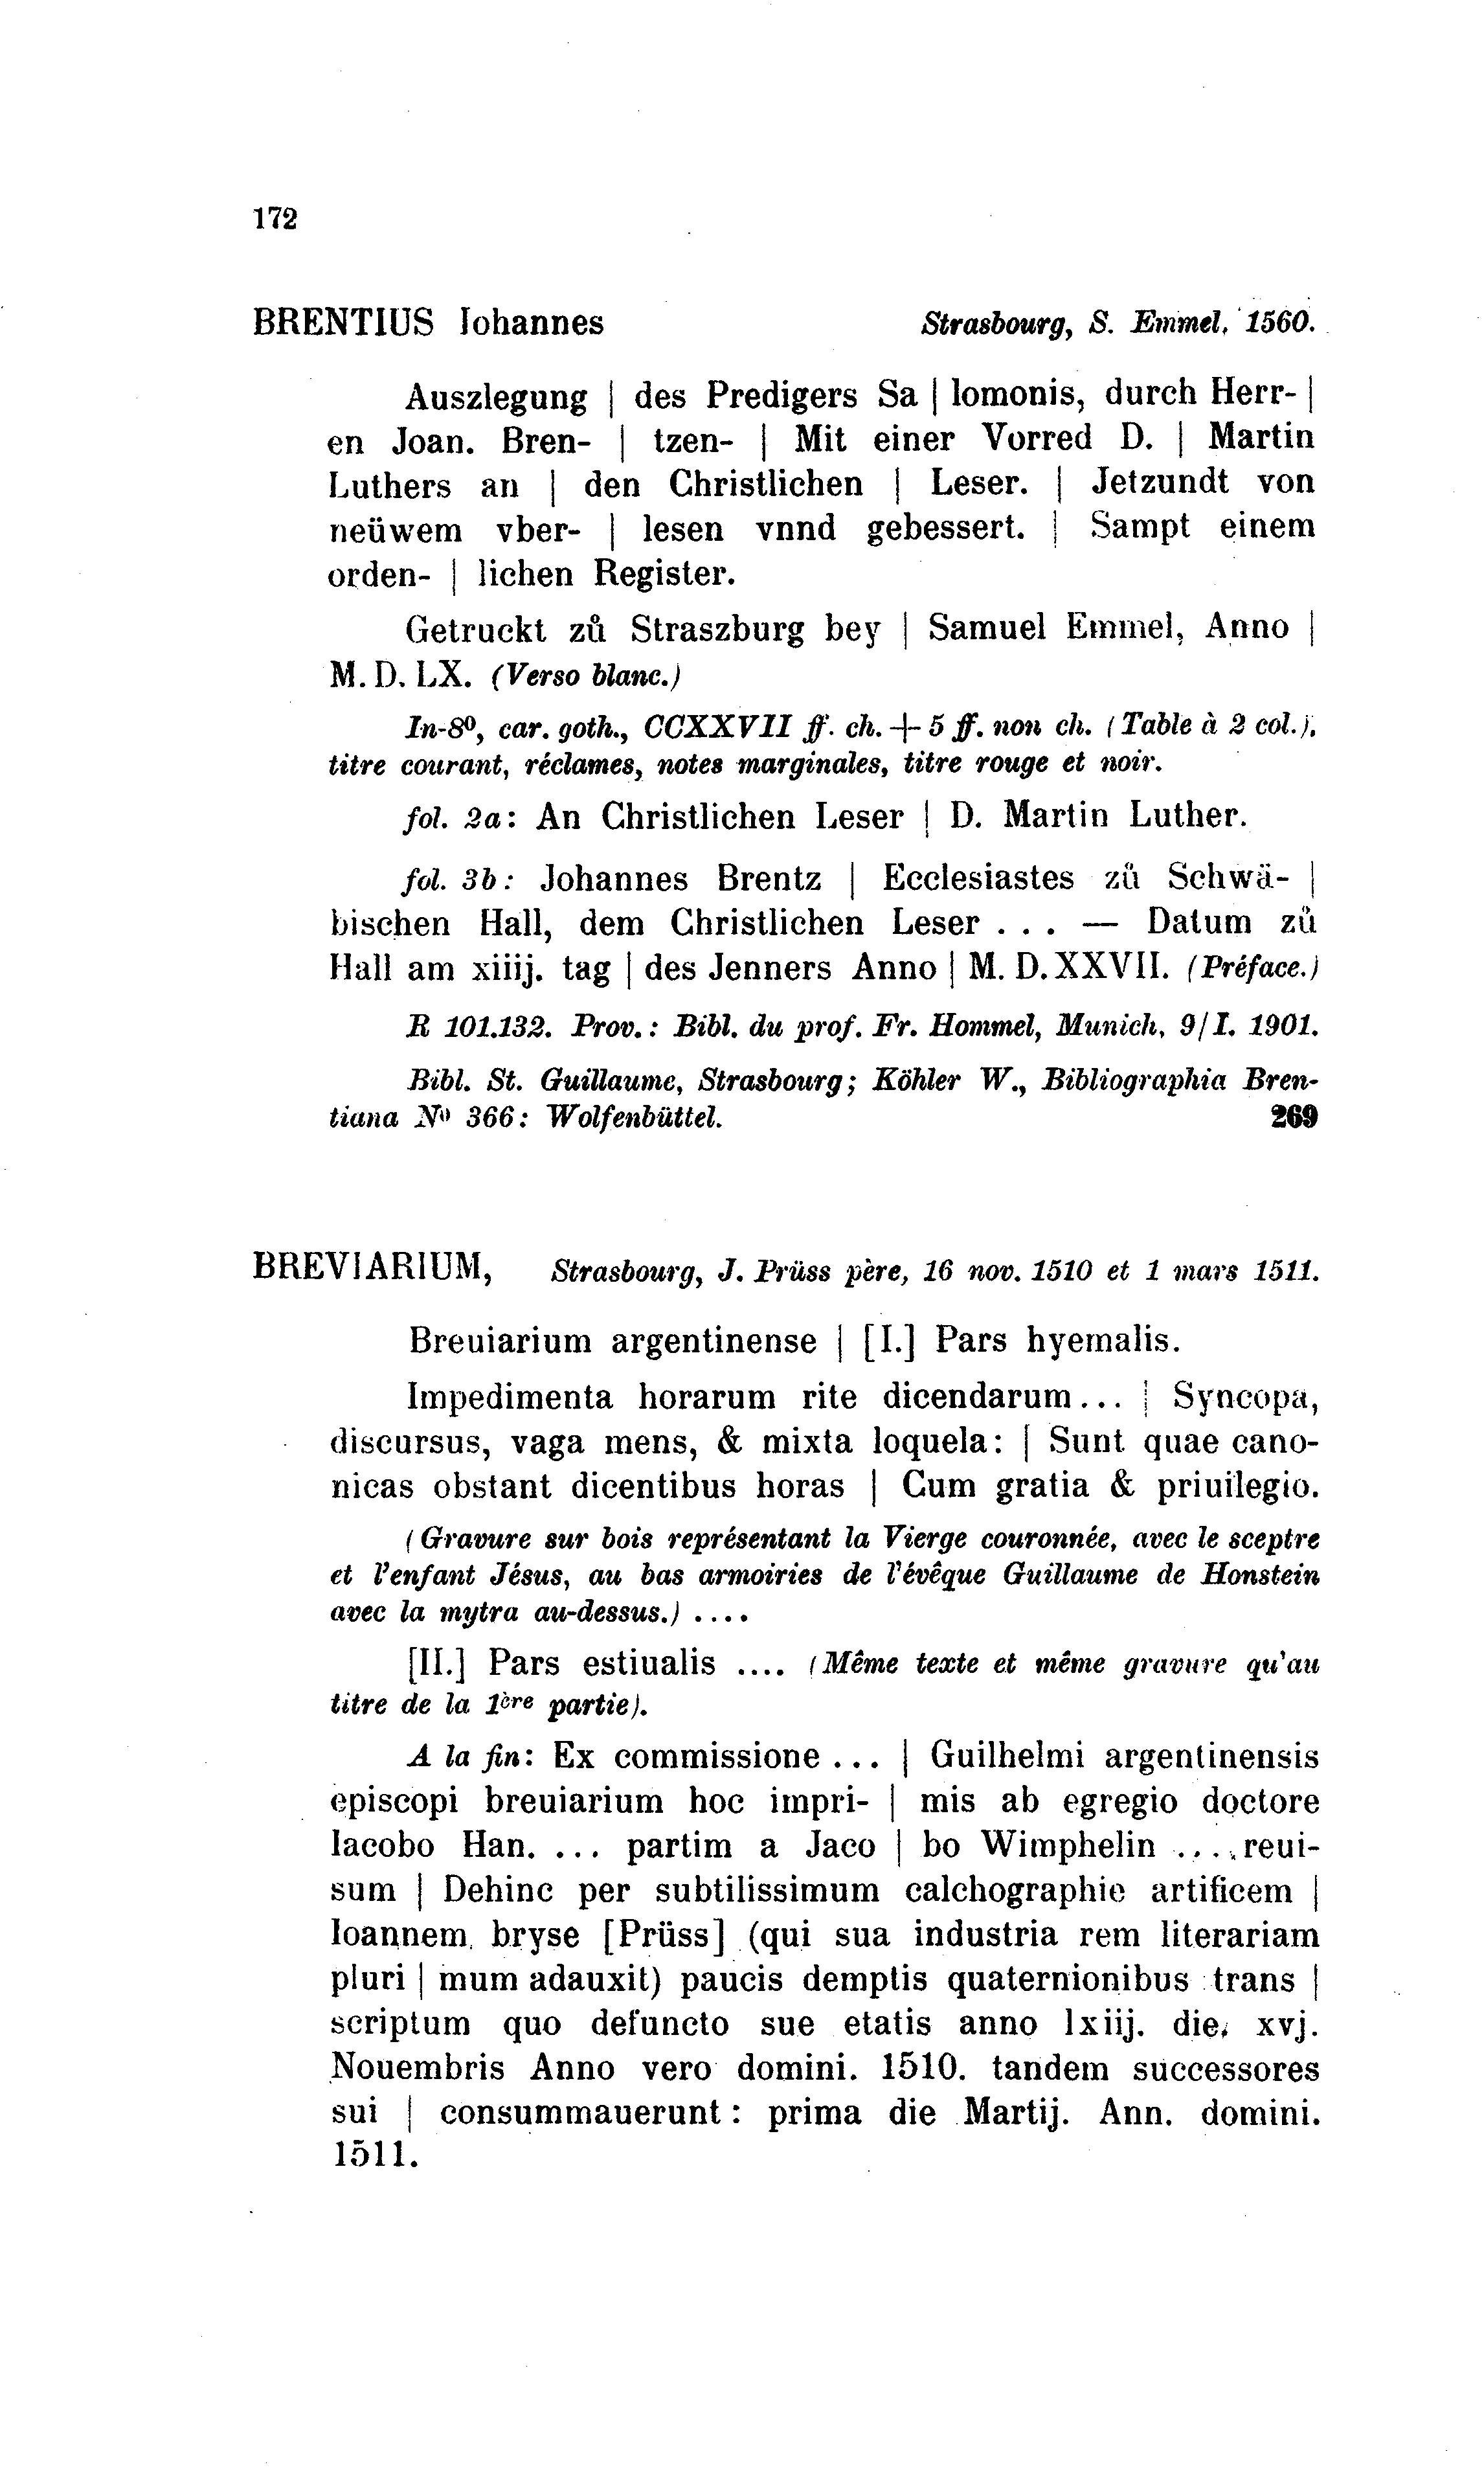 172
BRENTIUS Iohannes Strasbourg, S. Emmel, 1560.
Auszlegung | des Predigers Sa | lomonis, durch Herr- |
en Joan. Bren- | tzen- | Mit einer Vorred D. | Martin
Luthers an | den Christlichen | Leser. | Jetzundt von
neüwem vber- | lesen vnnd gebessert. | Sampt einem
orden- | lichen Register.
Getruckt zů Straszburg bey | Samuel Emmel, Anno |
M. D. LX. (Verso blanc.)
In-8º, car. goth., CCXXVII ff. ch. + 5 ff. non ch. (Table à 2 col.),
titre courant, réclames, notes marginales, titre rouge et noir.
fol. 2a: An Christlichen Leser | D. Martin Luther.
fol. 3b: Johannes Brentz | Ecclesiastes zů Schwä- |
bischen Hall, dem Christlichen Leser . . . — Datum zů
Hall am xiiij. tag | des Jenners Anno | M. D. XXVII. (Préface.)
R 101.132. Prov.: Bibl. du prof. Fr. Hommel, Munich, 9/I. 1901.
Bibl. St. Guillaume, Strasbourg; Köhler W., Bibliographia Bren-
tiana Nº 366: Wolfenbüttel. 269
BREVIARIUM, Strasbourg, J. Prüss père, 16 nov. 1510 et 1 mars 1511.
Breuiarium argentinense | [I.] Pars hyemalis.
Impedimenta horarum rite dicendarum... | Syncopa,
discursus, vaga mens, & mixta loquela: | Sunt quae cano-
nicas obstant dicentibus horas | Cum gratia & priuilegio.
(Gravure sur bois représentant la Vierge couronnée, avec le sceptre
et l'enfant Jésus, au bas armoiries de l'évêque Guillaume de Honstein
avec la mytra au-dessus.) ....
[II.] Pars estiualis .... (Même texte et même gravure qu'au
titre de la 1ère partie).
A la fin: Ex commissione ... | Guilhelmi argentinensis
episcopi breuiarium hoc impri- | mis ab egregio doctore
Iacobo Han. ... partim a Jaco | bo Wimphelin .... reui-
sum | Dehinc per subtilissimum calchographie artificem |
Ioannem bryse [Prüss] (qui sua industria rem literariam
pluri | mum adauxit) paucis demptis quaternionibus trans |
scriptum quo defuncto sue etatis anno lxiij. die, xvj.
Nouembris Anno vero domini. 1510. tandem successores
sui | consummauerunt: prima die Martij. Ann. domini.
1511.